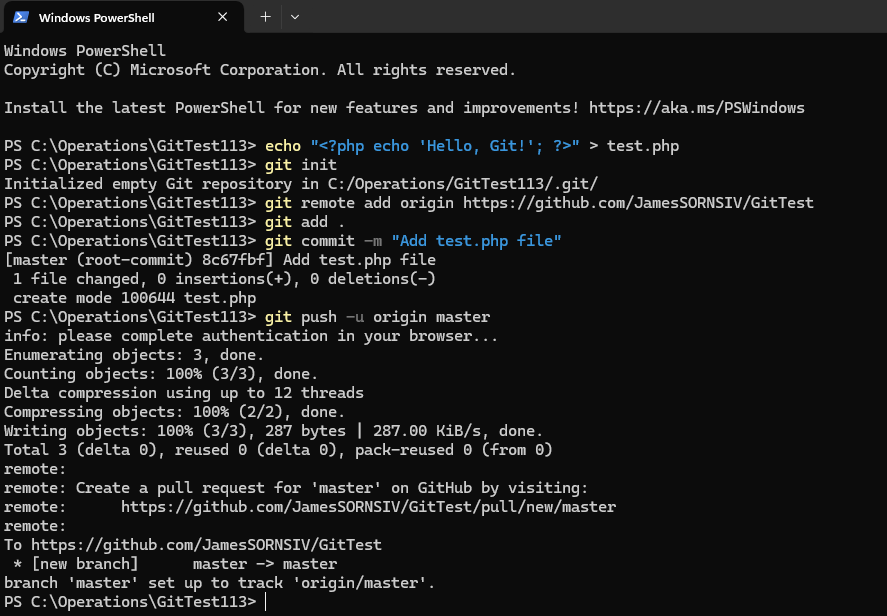 Windows PowerShell
Windows PowerShell
Copyright (C) Microsoft Corporation. All rights reserved.
Install the latest PowerShell for new features and improvements! https://aka.ms/PSWindows
PS C:\Operations\GitTest113> echo "<?php echo 'Hello, Git!'; ?>" > test.php
PS C:\Operations\GitTest113> git init
Initialized empty Git repository in C:/Operations/GitTest113/.git/
PS C:\Operations\GitTest113> git remote add origin https://github.com/JamesSORNSIV/GitTest
PS C:\Operations\GitTest113> git add .
PS C:\Operations\GitTest113> git commit -m "Add test.php file"
[master (root-commit) 8c67fbf] Add test.php file
 1 file changed, 0 insertions(+), 0 deletions(-)
 create mode 100644 test.php
PS C:\Operations\GitTest113> git push -u origin master
info: please complete authentication in your browser...
Enumerating objects: 3, done.
Counting objects: 100% (3/3), done.
Delta compression using up to 12 threads
Compressing objects: 100% (2/2), done.
Writing objects: 100% (3/3), 287 bytes | 287.00 KiB/s, done.
Total 3 (delta 0), reused 0 (delta 0), pack-reused 0 (from 0)
remote:
remote: Create a pull request for 'master' on GitHub by visiting:
remote:      https://github.com/JamesSORNSIV/GitTest/pull/new/master
remote:
To https://github.com/JamesSORNSIV/GitTest
 * [new branch]      master -> master
branch 'master' set up to track 'origin/master'.
PS C:\Operations\GitTest113>